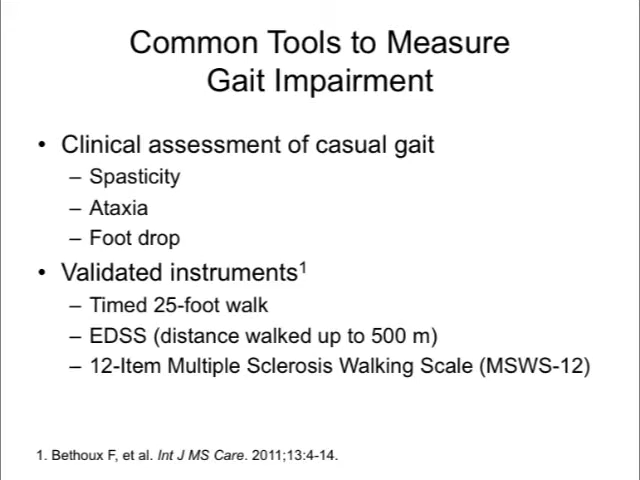 Common Tools to Measure
Gait Impairment
• Clinical assessment of casual gait
– Spasticity
– Ataxia
– Foot drop
• Validated instruments¹
– Timed 25-foot walk
– EDSS (distance walked up to 500 m)
– 12-Item Multiple Sclerosis Walking Scale (MSWS-12)
1. Bethoux F, et al. Int J MS Care. 2011;13:4-14.